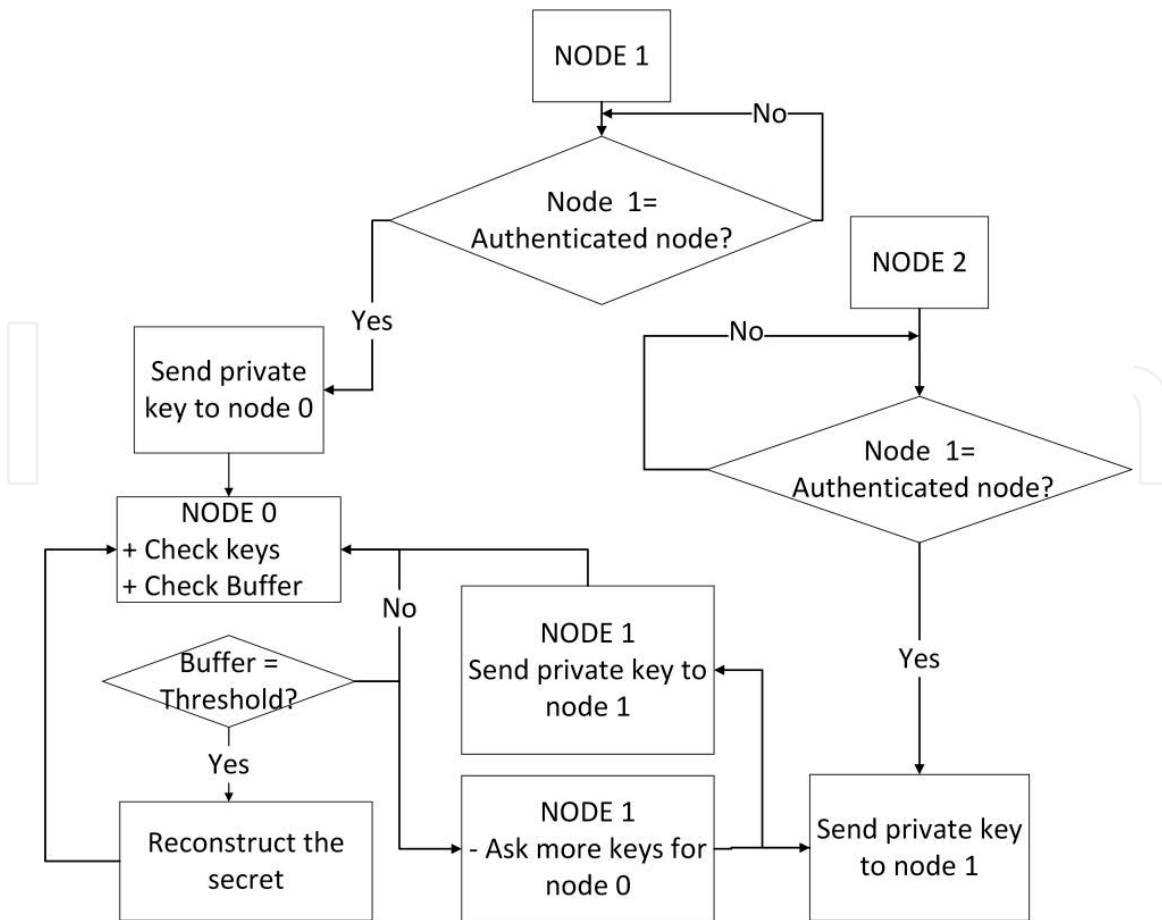 NODE 1
No
Node 1=
Authenticated node?
NODE 2
Yes
No
Send private
key to node 0
Node 1=
Authenticated node?
NODE 0
+ Check keys
+ Check Buffer
No
NODE 1
Send private key to
node 1
Yes
Buffer =
Threshold?
Yes
NODE 1
- Ask more keys for
node 0
Send private key
to node 1
Reconstruct the
secret